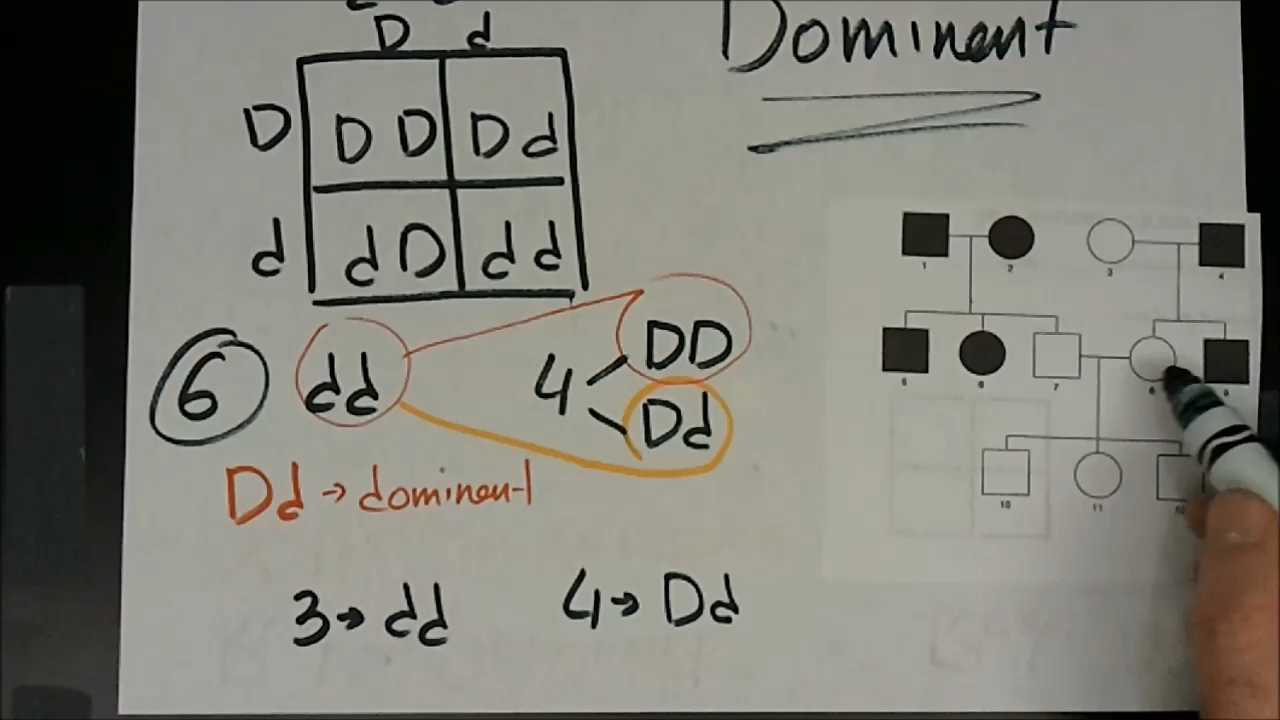 D d
Dominent
D DD Dd
d dD dd
6 dd 4 DD
Dd
Dd → dominent
3 → dd 4 → Dd
1 2 3 4
5 6 7 8 9
10 11